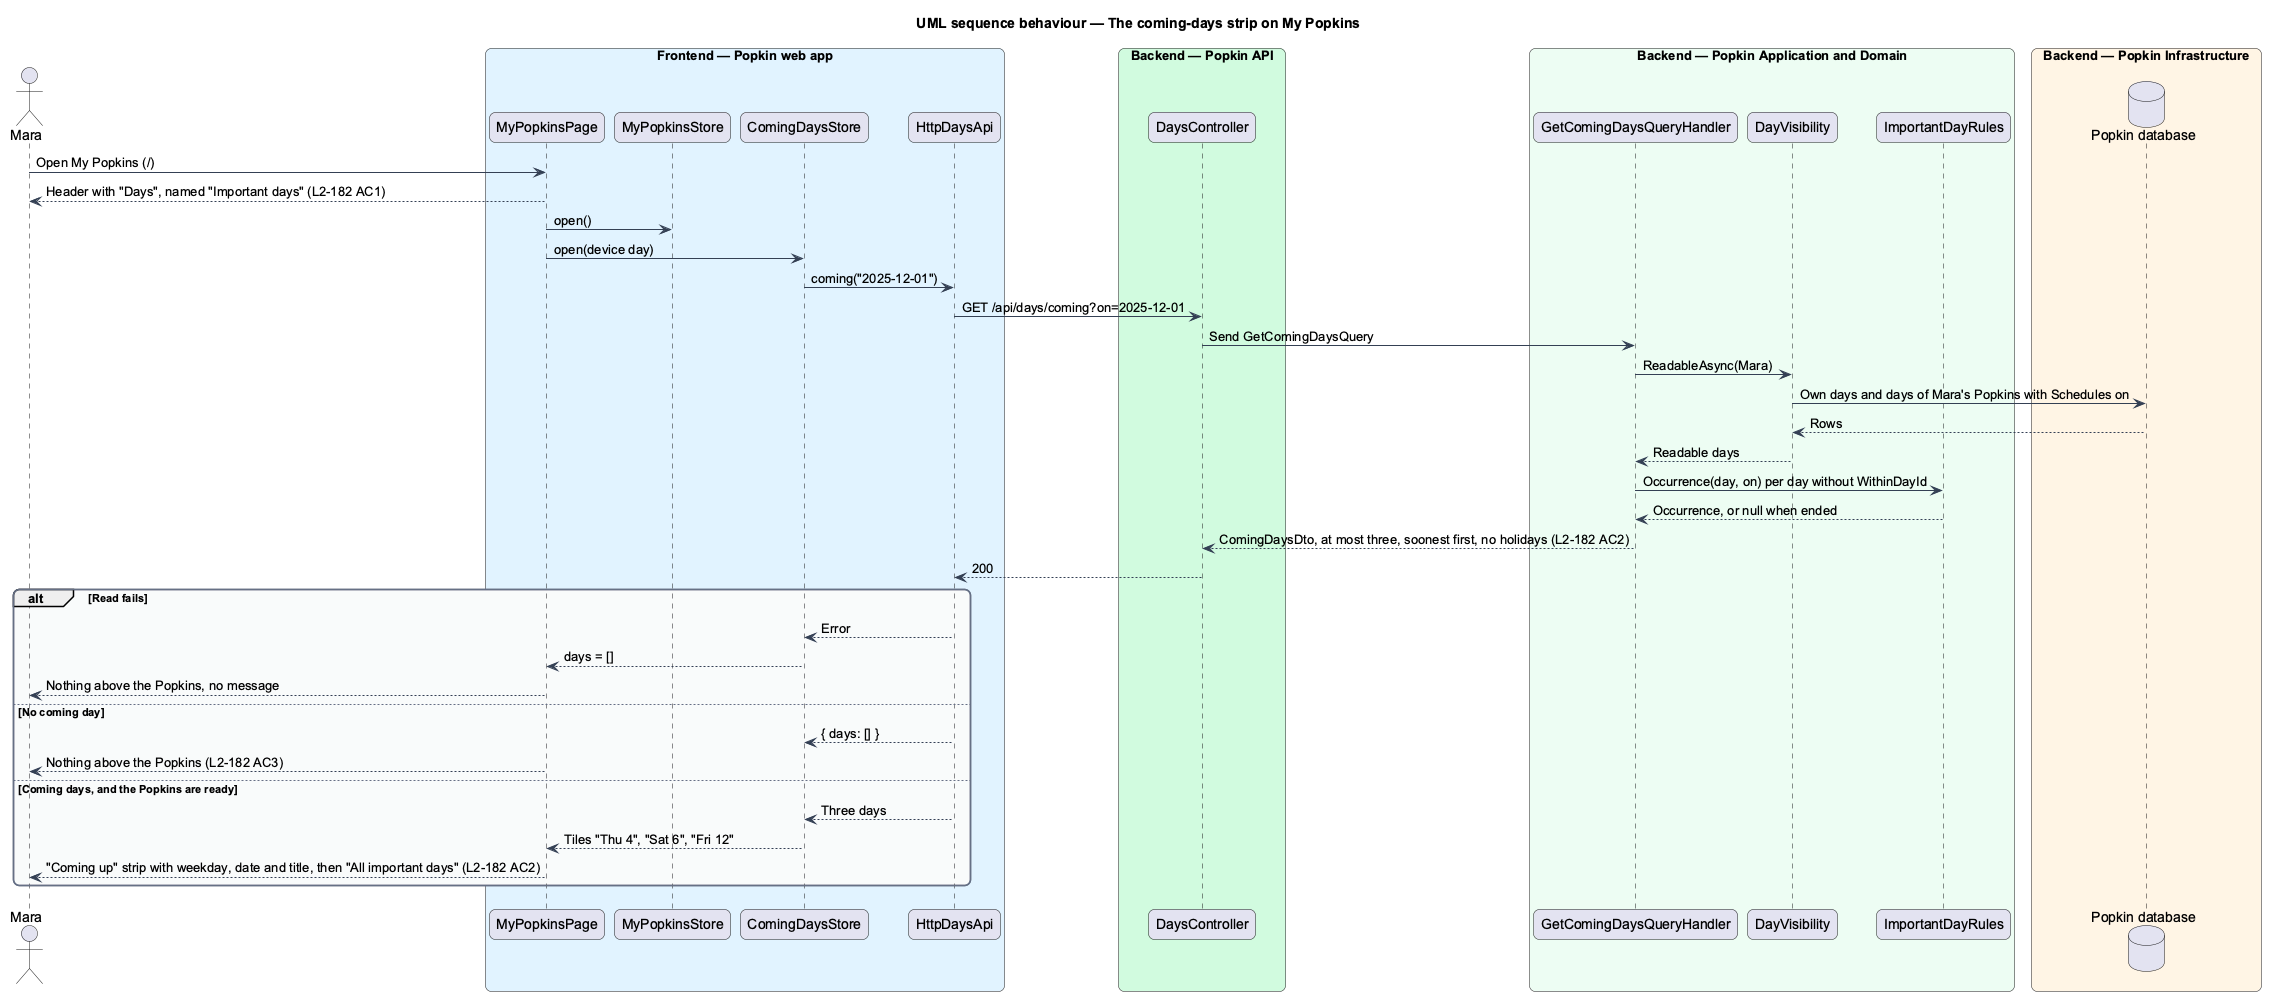 UML sequence behaviour — The coming-days strip on My Popkins
Frontend — Popkin web app
Backend — Popkin API
Backend — Popkin Application and Domain
Backend — Popkin Infrastructure
Mara
MyPopkinsPage
MyPopkinsStore
ComingDaysStore
HttpDaysApi
DaysController
GetComingDaysQueryHandler
DayVisibility
ImportantDayRules
Popkin database
Open My Popkins (/)
Header with "Days", named "Important days" (L2-182 AC1)
open()
open(device day)
coming("2025-12-01")
GET /api/days/coming?on=2025-12-01
Send GetComingDaysQuery
ReadableAsync(Mara)
Own days and days of Mara's Popkins with Schedules on
Rows
Readable days
Occurrence(day, on) per day without WithinDayId
Occurrence, or null when ended
ComingDaysDto, at most three, soonest first, no holidays (L2-182 AC2)
200
alt
[Read fails]
Error
days = []
Nothing above the Popkins, no message
[No coming day]
{ days: [] }
Nothing above the Popkins (L2-182 AC3)
[Coming days, and the Popkins are ready]
Three days
Tiles "Thu 4", "Sat 6", "Fri 12"
"Coming up" strip with weekday, date and title, then "All important days" (L2-182 AC2)
Mara
MyPopkinsPage
MyPopkinsStore
ComingDaysStore
HttpDaysApi
DaysController
GetComingDaysQueryHandler
DayVisibility
ImportantDayRules
Popkin database